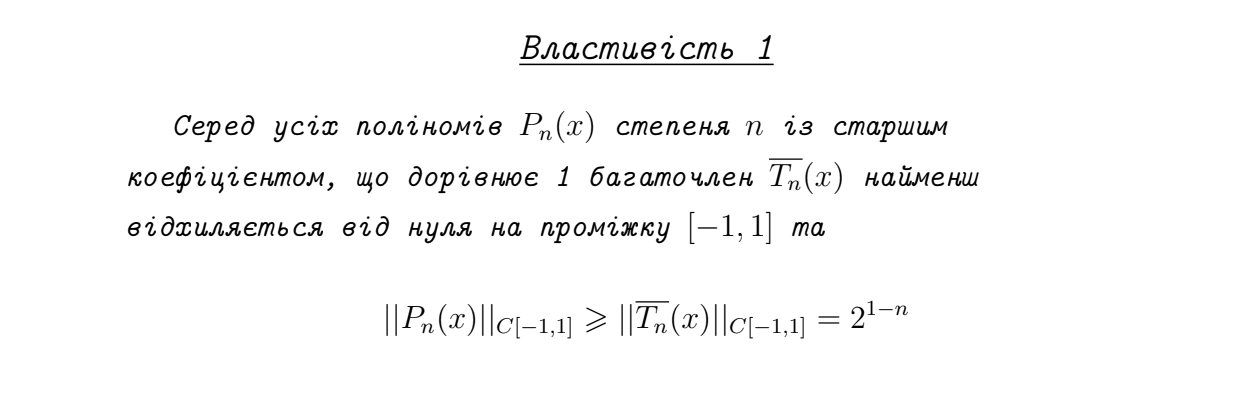 Властивість 1
Серед усіх поліномів $P_n(x)$ степеня $n$ із старшим
коефіцієнтом, що дорівнює 1 багаточлен $\overline{T_n}(x)$ найменш
відхиляється від нуля на проміжку $[-1, 1]$ та
$||P_n(x)||_{C[-1,1]} \geqslant ||\overline{T_n}(x)||_{C[-1,1]} = 2^{1-n}$